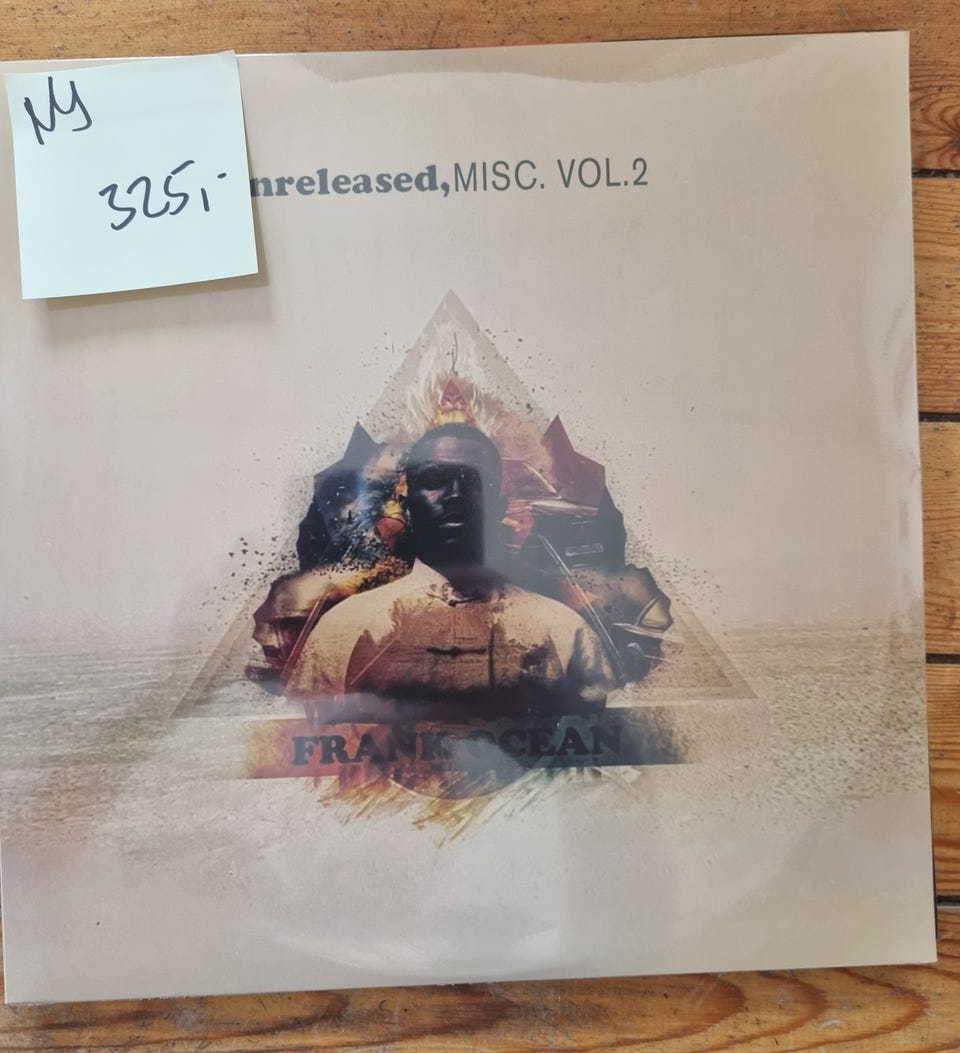 Ny
325,-
nreleased, MISC. VOL.2
FRANK OCEAN